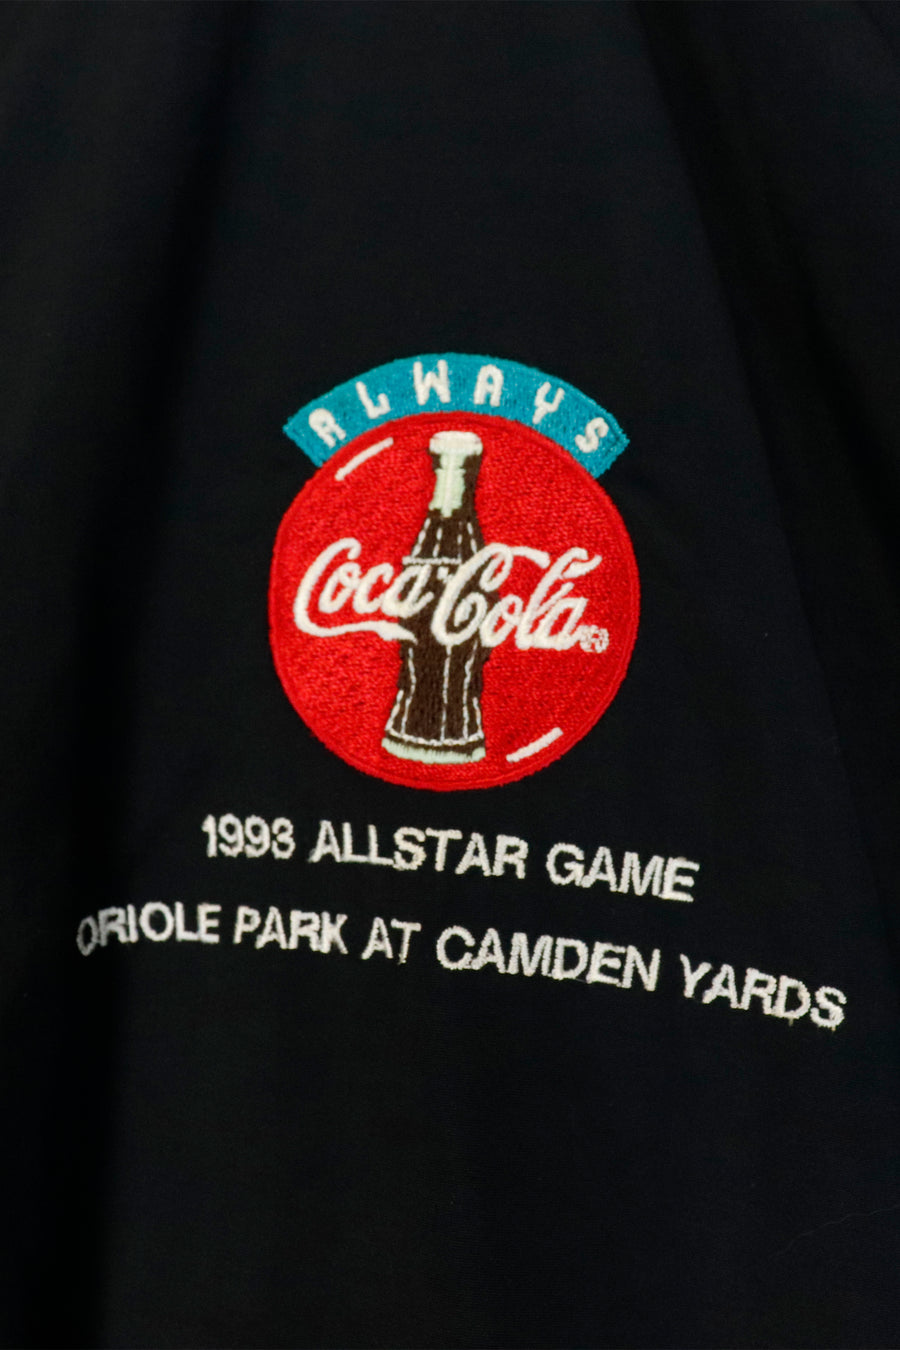 ALWAYS
Coca-Cola
1993 ALLSTAR GAME
ORIOLE PARK AT CAMDEN YARDS